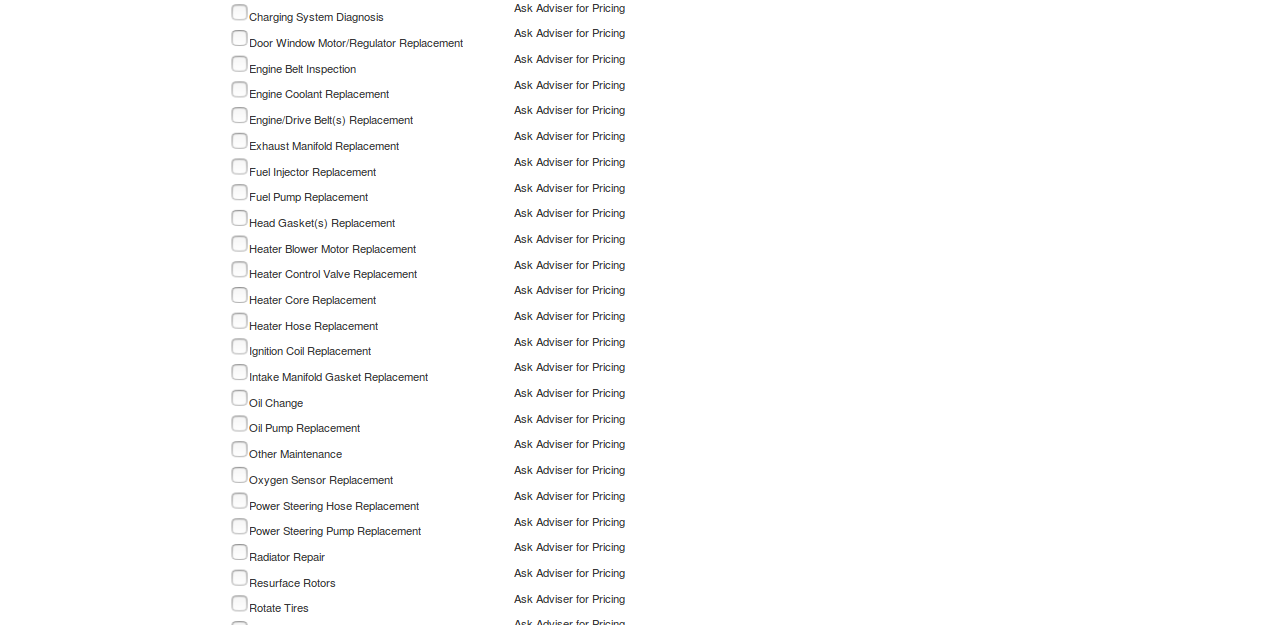 Charging System Diagnosis Ask Adviser for Pricing
Door Window Motor/Regulator Replacement Ask Adviser for Pricing
Engine Belt Inspection Ask Adviser for Pricing
Engine Coolant Replacement Ask Adviser for Pricing
Engine/Drive Belt(s) Replacement Ask Adviser for Pricing
Exhaust Manifold Replacement Ask Adviser for Pricing
Fuel Injector Replacement Ask Adviser for Pricing
Fuel Pump Replacement Ask Adviser for Pricing
Head Gasket(s) Replacement Ask Adviser for Pricing
Heater Blower Motor Replacement Ask Adviser for Pricing
Heater Control Valve Replacement Ask Adviser for Pricing
Heater Core Replacement Ask Adviser for Pricing
Heater Hose Replacement Ask Adviser for Pricing
Ignition Coil Replacement Ask Adviser for Pricing
Intake Manifold Gasket Replacement Ask Adviser for Pricing
Oil Change Ask Adviser for Pricing
Oil Pump Replacement Ask Adviser for Pricing
Other Maintenance Ask Adviser for Pricing
Oxygen Sensor Replacement Ask Adviser for Pricing
Power Steering Hose Replacement Ask Adviser for Pricing
Power Steering Pump Replacement Ask Adviser for Pricing
Radiator Repair Ask Adviser for Pricing
Resurface Rotors Ask Adviser for Pricing
Rotate Tires Ask Adviser for Pricing
Ask Adviser for Pricing